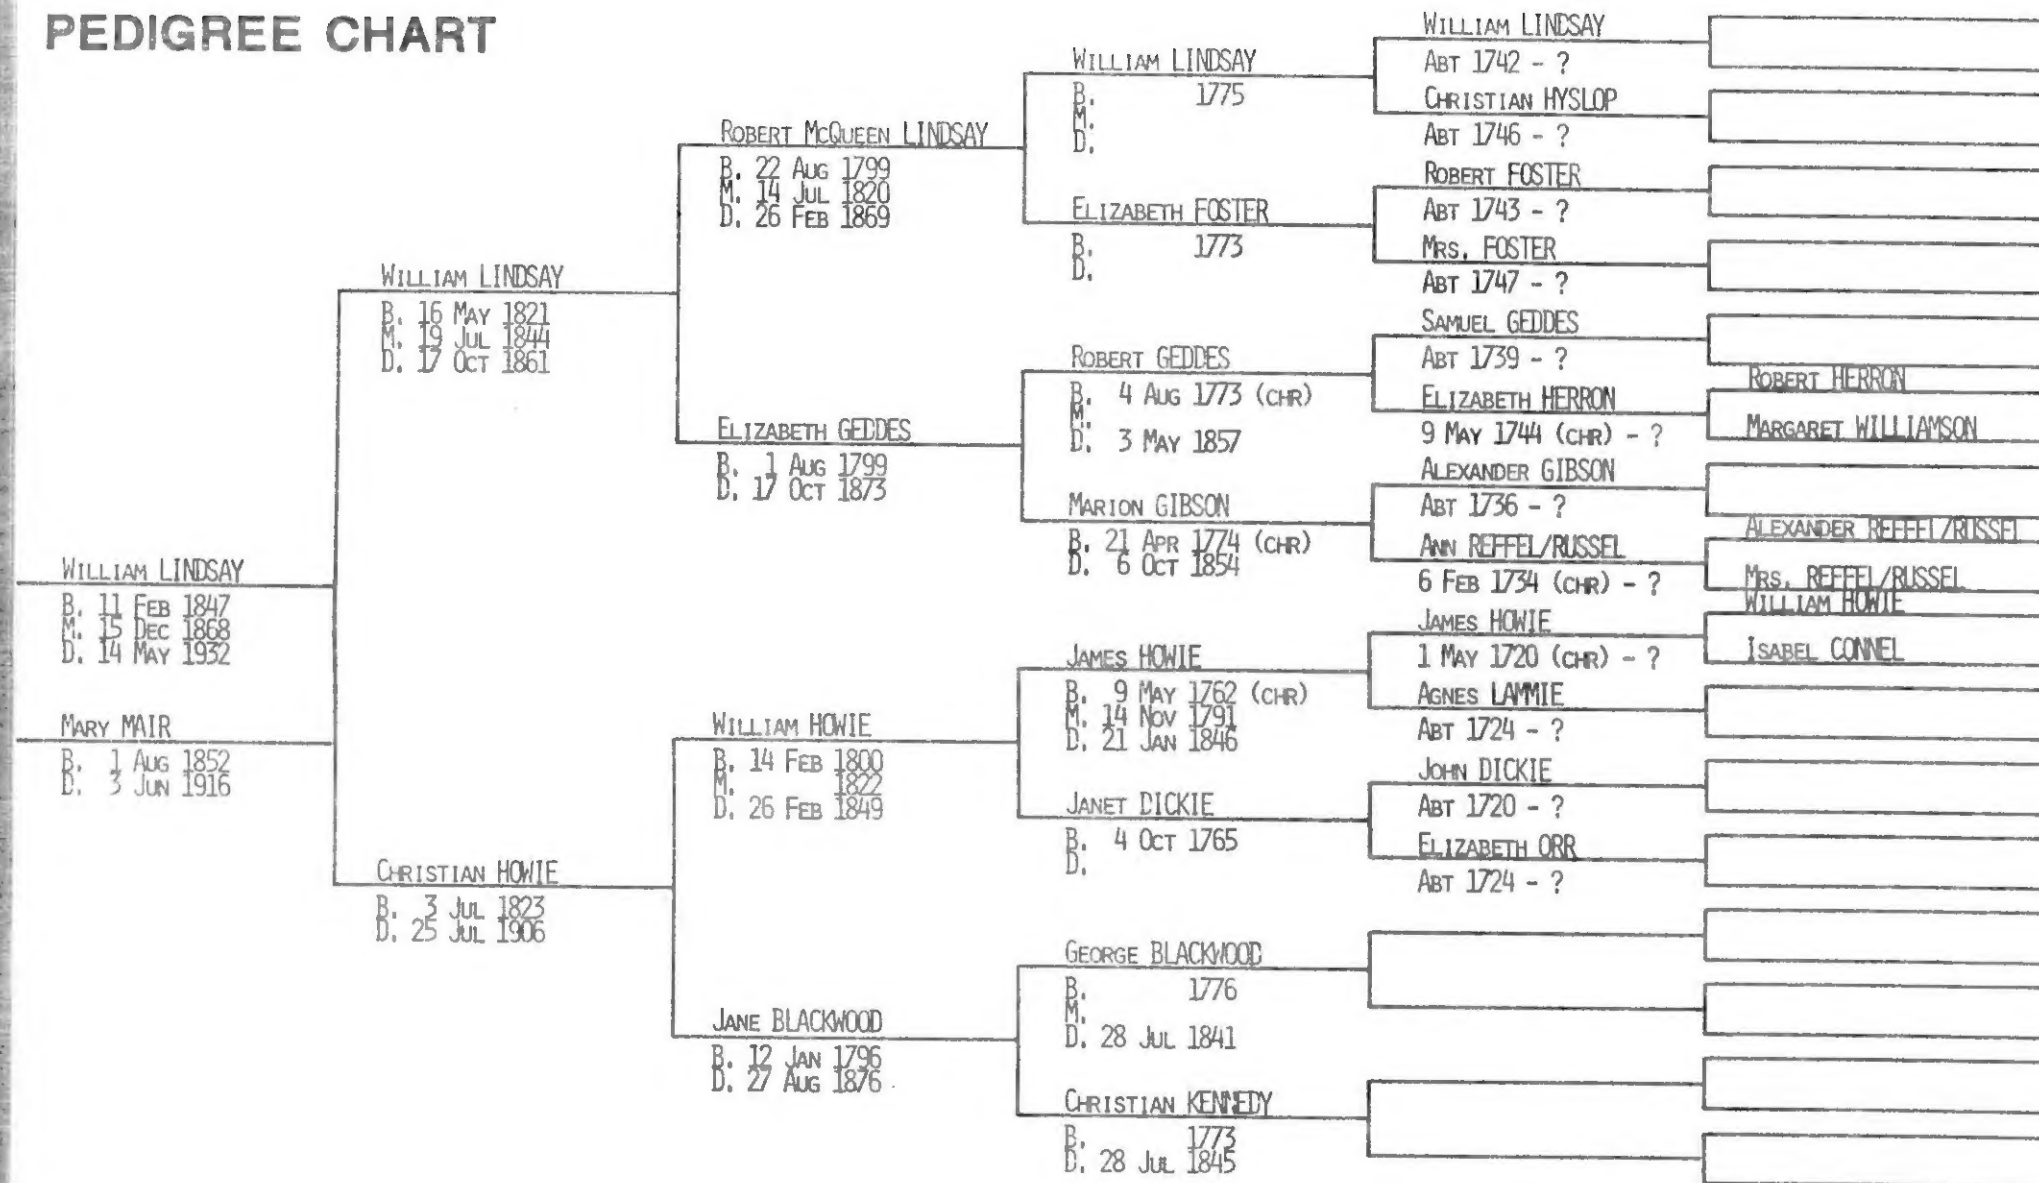 PEDIGREE CHART
WILLIAM LINDSAY
B. 11 FEB 1847
M. 15 DEC 1868
D. 14 MAY 1932
MARY MAIR
B. 1 AUG 1852
D. 3 JUN 1916
WILLIAM LINDSAY
B. 16 MAY 1821
M. 19 JUL 1844
D. 17 OCT 1861
CHRISTIAN HOWIE
B. 3 JUL 1823
D. 25 JUL 1906
ROBERT MCQUEEN LINDSAY
B. 22 AUG 1799
M. 14 JUL 1820
D. 26 FEB 1869
ELIZABETH GEDDES
B. 1 AUG 1799
D. 17 OCT 1873
WILLIAM HOWIE
B. 14 FEB 1800
M. 1822
D. 26 FEB 1849
JANE BLACKWOOD
B. 12 JAN 1796
D. 27 AUG 1876
WILLIAM LINDSAY
B. 1775
M.
D.
ELIZABETH FOSTER
B. 1773
D.
ROBERT GEDDES
B. 4 AUG 1773 (CHR)
M.
D. 3 MAY 1857
MARION GIBSON
B. 21 APR 1774 (CHR)
D. 6 OCT 1854
JAMES HOWIE
B. 9 MAY 1762 (CHR)
M. 14 NOV 1791
D. 21 JAN 1846
JANET DICKIE
B. 4 OCT 1765
D.
GEORGE BLACKWOOD
B. 1776
M.
D. 28 JUL 1841
CHRISTIAN KENNEDY
B. 1773
D. 28 JUL 1845
WILLIAM LINDSAY
ABT 1742 - ?
CHRISTIAN HYSLOP
ABT 1746 - ?
ROBERT FOSTER
ABT 1743 - ?
MRS. FOSTER
ABT 1747 - ?
SAMUEL GEDDES
ABT 1739 - ?
ELIZABETH HERRON
9 MAY 1744 (CHR) - ?
ALEXANDER GIBSON
ABT 1736 - ?
ANN REFFEL/RUSSEL
6 FEB 1734 (CHR) - ?
JAMES HOWIE
1 MAY 1720 (CHR) - ?
AGNES LAMMIE
ABT 1724 - ?
JOHN DICKIE
ABT 1720 - ?
ELIZABETH ORR
ABT 1724 - ?
ROBERT HERRON
MARGARET WILLIAMSON
ALEXANDER REFFEL/RUSSEL
MRS. REFFEL/RUSSEL
WILLIAM HOWIE
ISABEL CONNEL